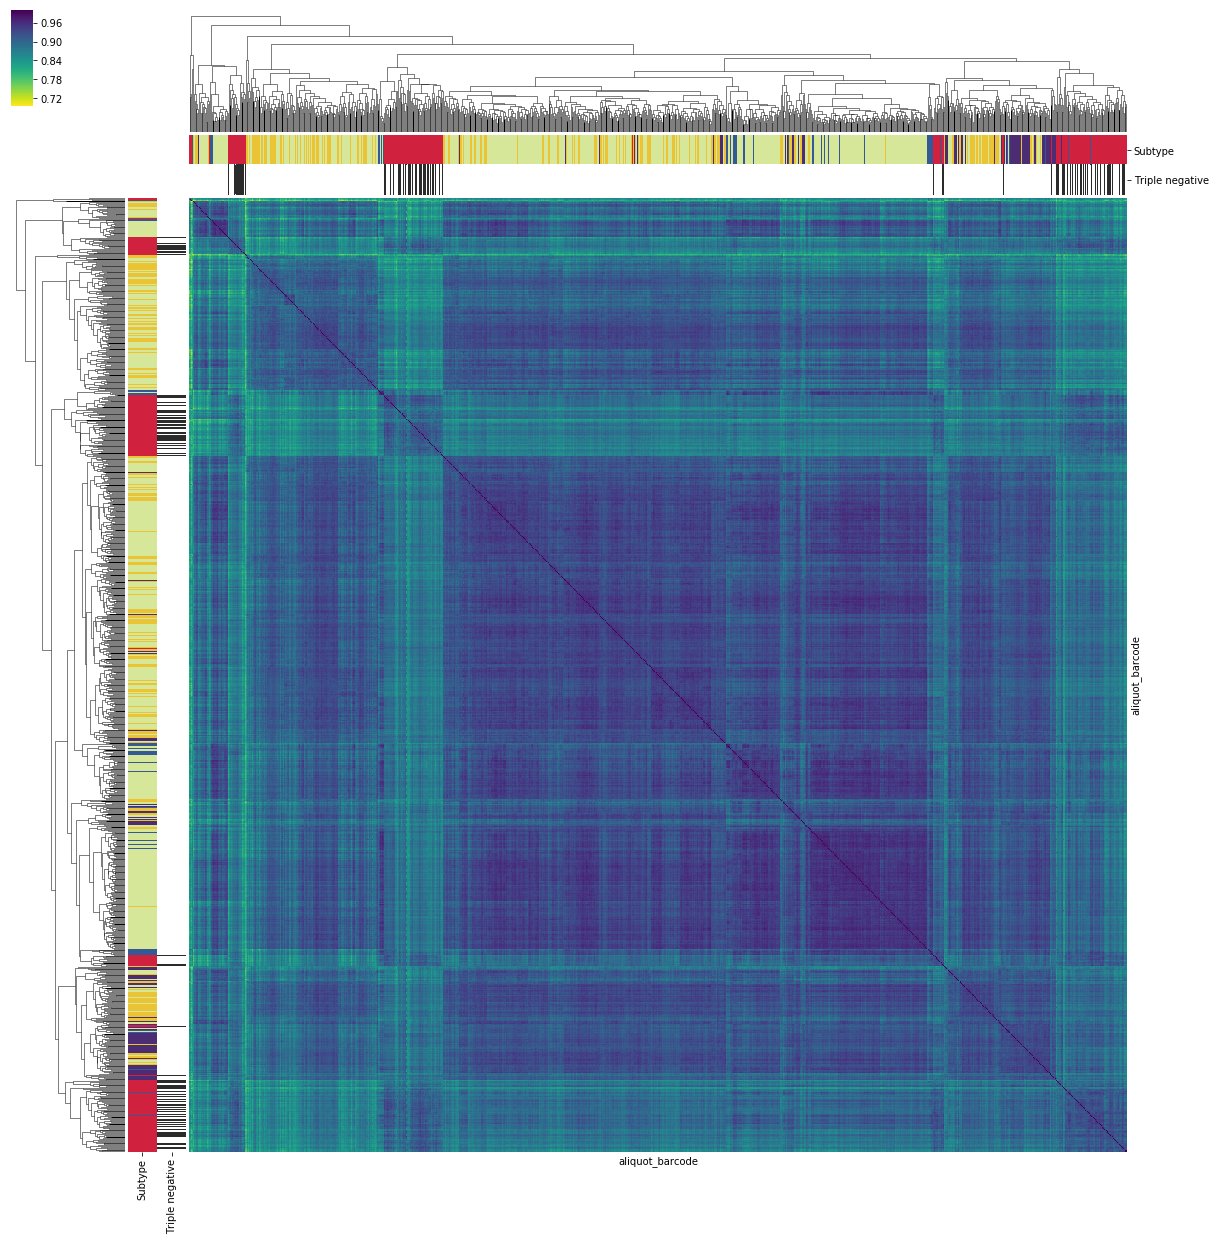 0.96
0.90
0.84
0.78
0.72
Subtype
Triple negative
aliquot_barcode
aliquot_barcode
Subtype
Triple negative